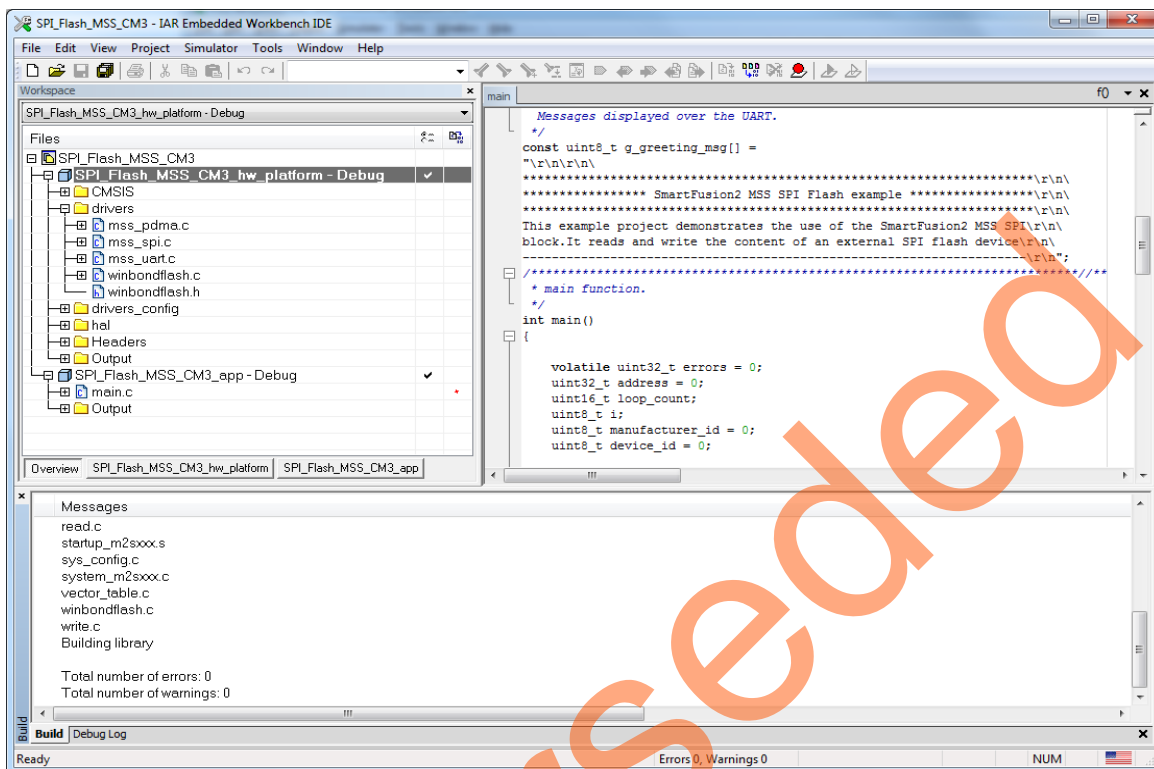 SPI_Flash_MSS_CM3 - IAR Embedded Workbench IDE
File Edit View Project Simulator Tools Window Help
Workspace
SPI_Flash_MSS_CM3_hw_platform - Debug
Files
SPI_Flash_MSS_CM3
SPI_Flash_MSS_CM3_hw_platform - Debug
CMSIS
drivers
mss_pdma.c
mss_spi.c
mss_uart.c
winbondflash.c
winbondflash.h
drivers_config
hal
Headers
Output
SPI_Flash_MSS_CM3_app - Debug
main.c
Output
Overview SPI_Flash_MSS_CM3_hw_platform SPI_Flash_MSS_CM3_app
main
f()
Messages displayed over the UART.
*/
const uint8_t g_greeting_msg[] =
"\r\n\r\n\
******************************************************************\r\n\
**************** SmartFusion2 MSS SPI Flash example ****************\r\n\
******************************************************************\r\n\
This example project demonstrates the use of the SmartFusion2 MSS SPI\r\n\
block.It reads and write the content of an external SPI flash device\r\n\
------------------------------------------------------------------\r\n";
/*************************************************************************//**
* main function.
*/
int main()
{
volatile uint32_t errors = 0;
uint32_t address = 0;
uint16_t loop_count;
uint8_t i;
uint8_t manufacturer_id = 0;
uint8_t device_id = 0;
Messages
read.c
startup_m2sxxx.s
sys_config.c
system_m2sxxx.c
vector_table.c
winbondflash.c
write.c
Building library
Total number of errors: 0
Total number of warnings: 0
Build
Build Debug Log
Ready Errors 0, Warnings 0 NUM
seded